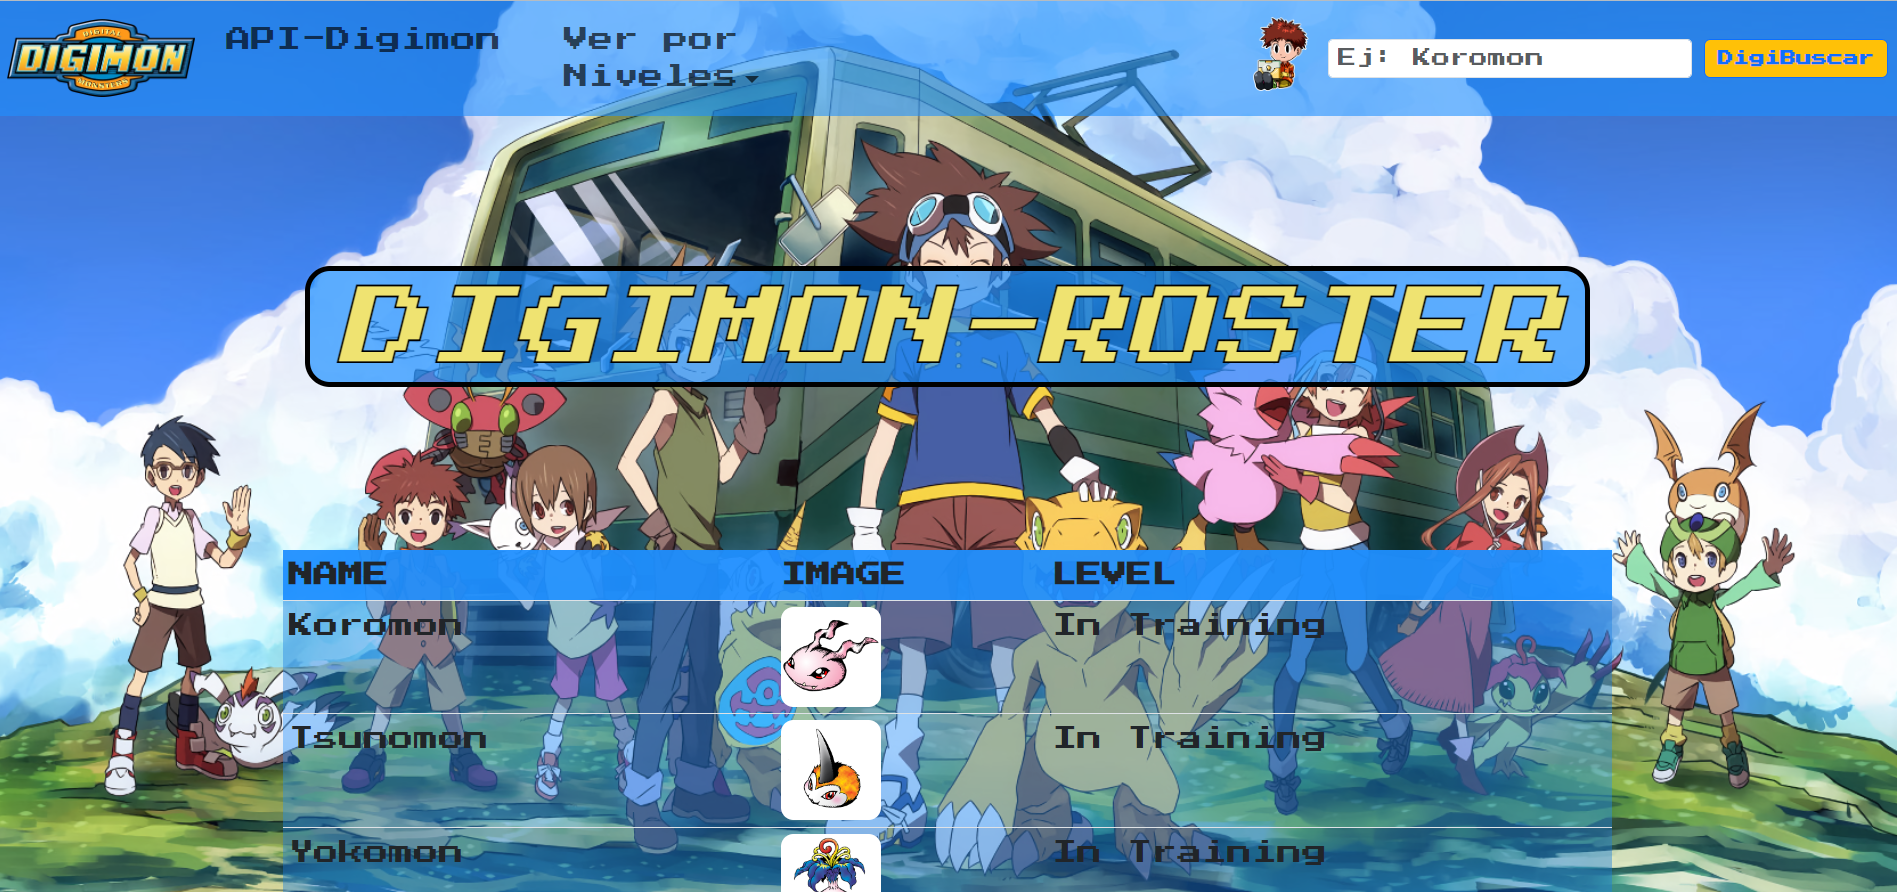 DIGITAL
DIGIMON
MONSTERS
API-Digimon
Ver por
Niveles
Ej: Koromon
DigiBuscar
DIGIMON-ROSTER
NAME IMAGE LEVEL
Koromon In Training
Tsunomon In Training
Yokomon In Training